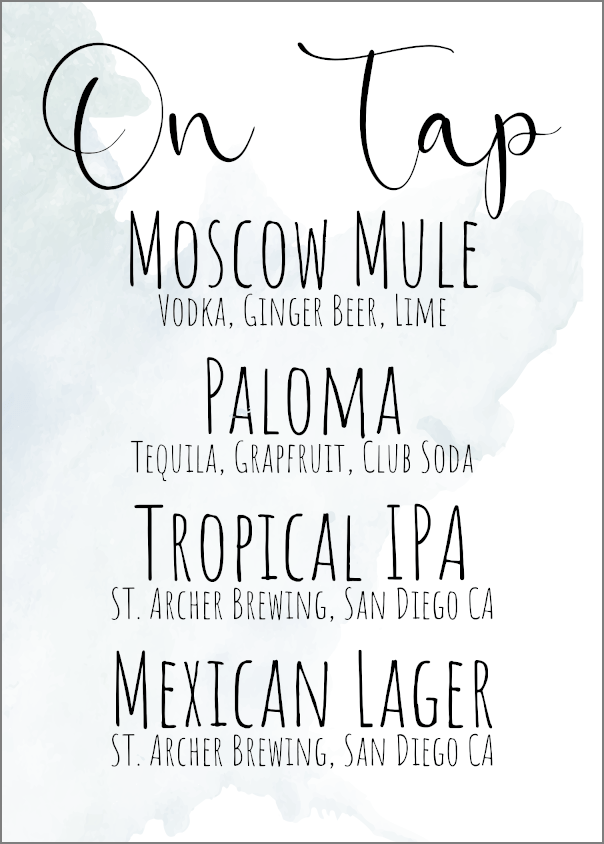 On Tap
Moscow Mule
Vodka, Ginger Beer, Lime
Paloma
Tequila, Grapfruit, Club Soda
Tropical IPA
St. Archer Brewing, San Diego CA
Mexican Lager
St. Archer Brewing, San Diego CA